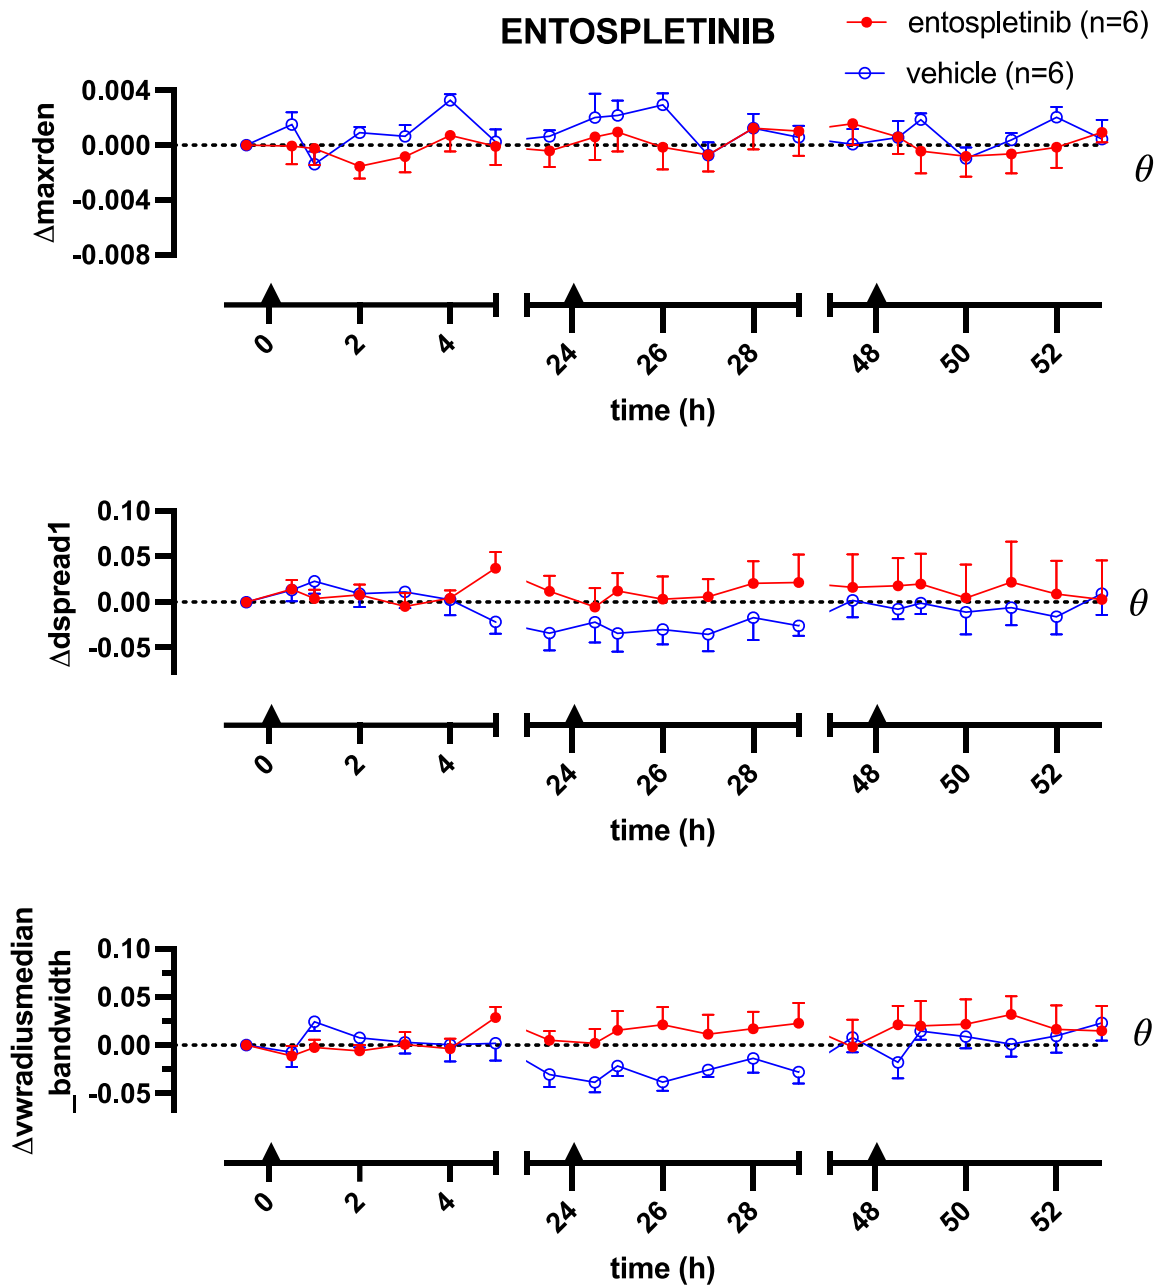 ENTOSPLETINIB
entospletinib (n=6)
vehicle (n=6)
Δmaxrden
0.004
0.000
-0.004
-0.008
θ
0 2 4 24 26 28 48 50 52
time (h)
Δdspread1
0.10
0.05
0.00
-0.05
θ
0 2 4 24 26 28 48 50 52
time (h)
Δvwradiusmedian
_bandwidth
0.10
0.05
0.00
-0.05
θ
0 2 4 24 26 28 48 50 52
time (h)